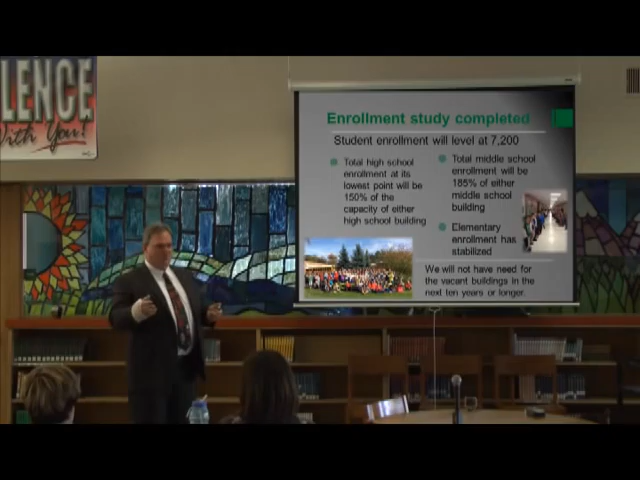 LENCE
With You!
Enrollment study completed
Student enrollment will level at 7,200
Total high school
enrollment at its
lowest point will be
150% of the
capacity of either
high school building
Total middle school
enrollment will be
185% of either
middle school
building
Elementary
enrollment has
stabilized
We will not have need for
the vacant buildings in the
next ten years or longer.